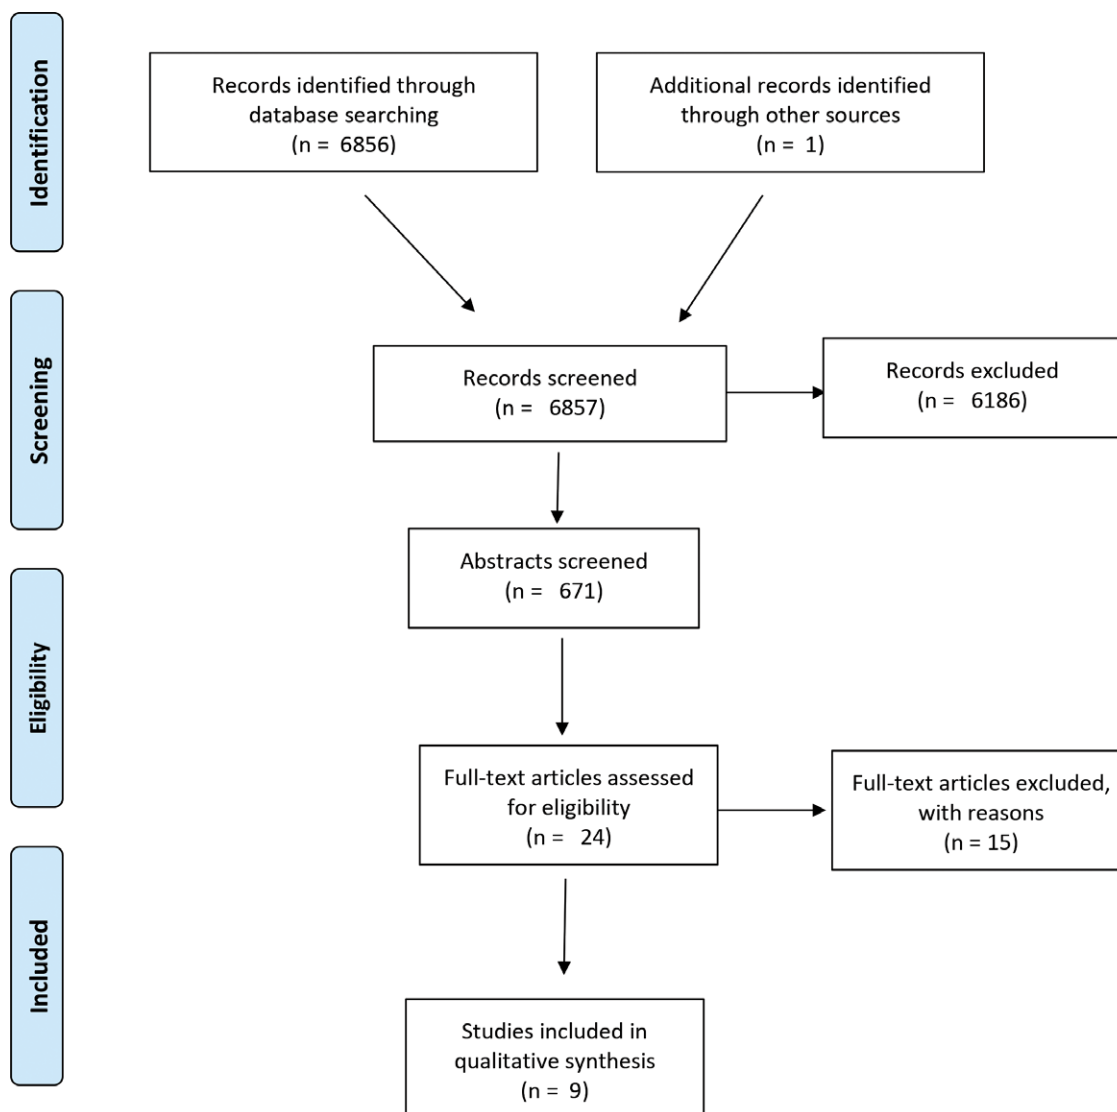 Identification
Records identified through
database searching
(n = 6856)
Additional records identified
through other sources
(n = 1)
Screening
Records screened
(n = 6857)
Records excluded
(n = 6186)
Abstracts screened
(n = 671)
Eligibility
Full-text articles assessed
for eligibility
(n = 24)
Full-text articles excluded,
with reasons
(n = 15)
Included
Studies included in
qualitative synthesis
(n = 9)